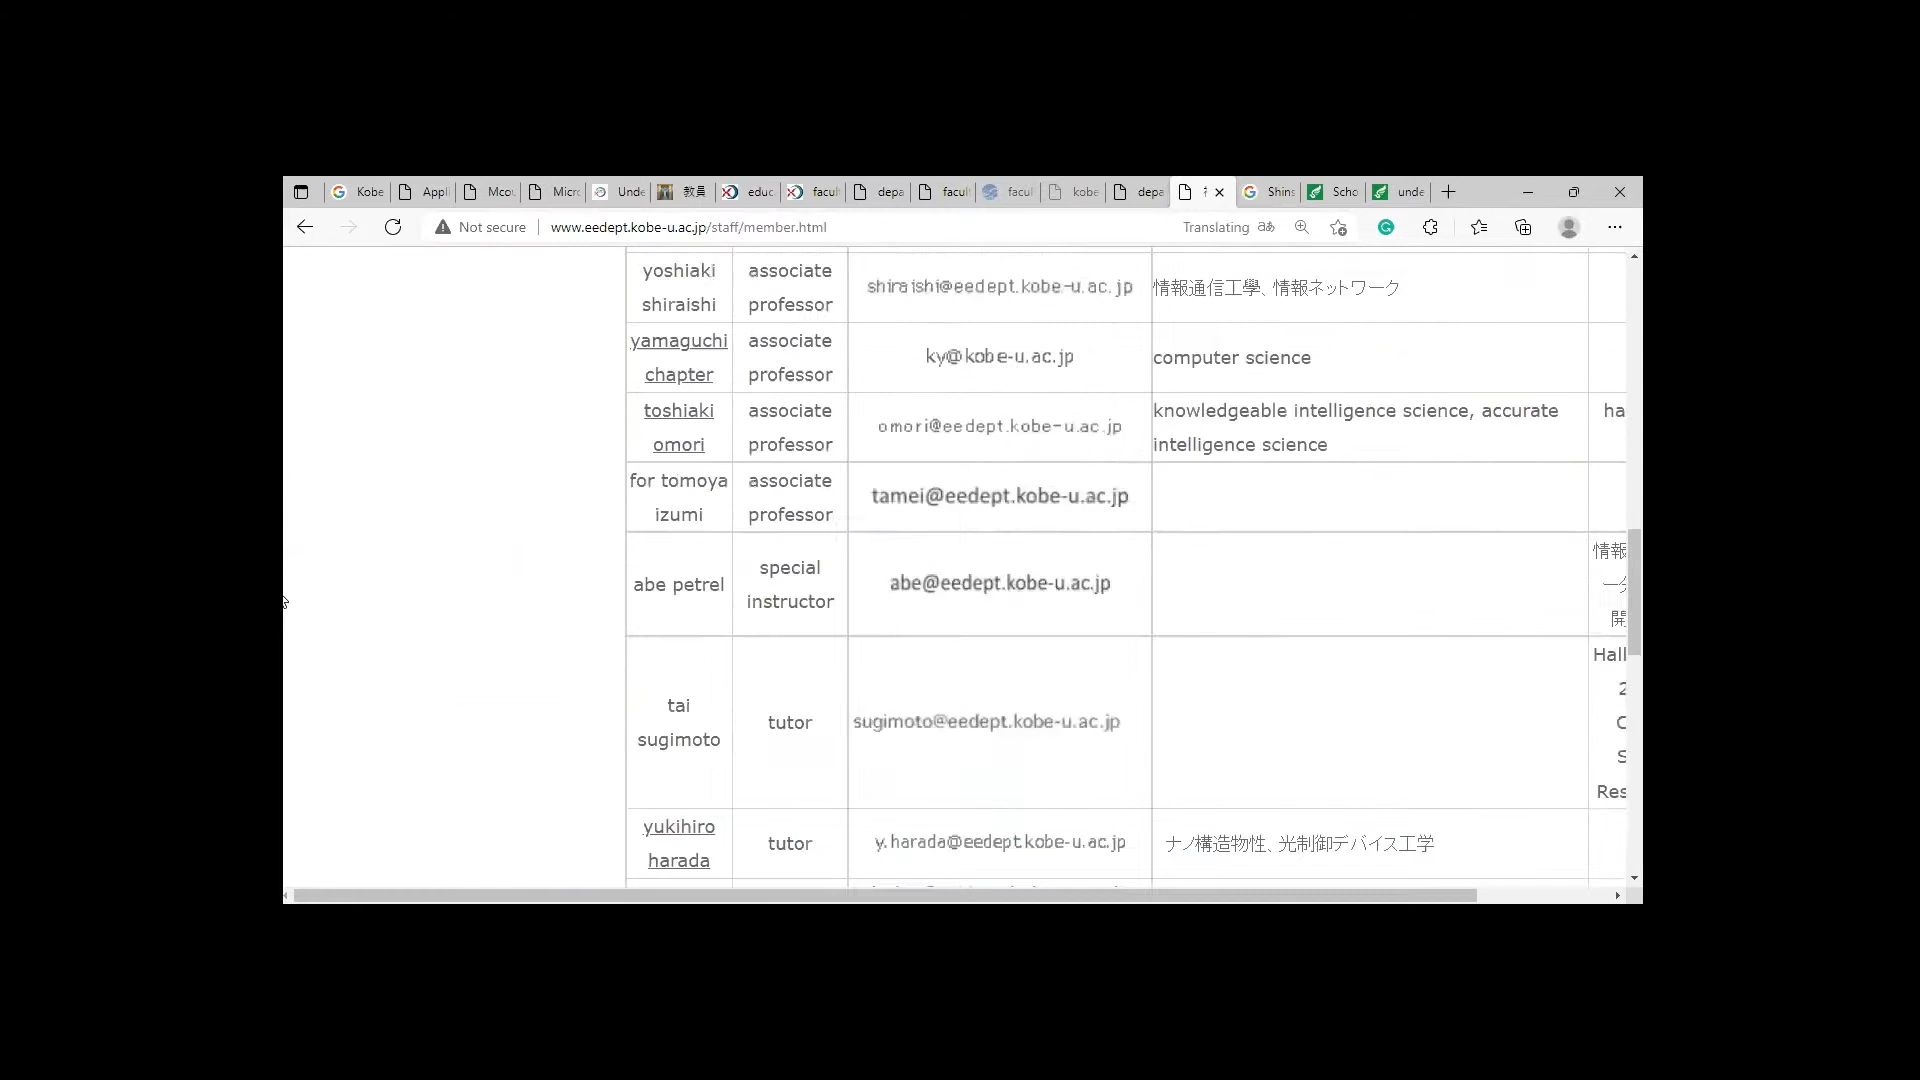 Kobe
Appli
Mcou
Micro
Unde
教員
educ
facul
depa
facul
facul
kobe
depa
Shins
Scho
unde
Not secure
www.eedept.kobe-u.ac.jp/staff/member.html
Translating
yoshiaki
shiraishi
associate
professor
shiraishi@eedept.kobe-u.ac.jp
情報通信工學、情報ネットワーク
yamaguchi
chapter
associate
professor
ky@kobe-u.ac.jp
computer science
toshiaki
omori
associate
professor
omori@eedept.kobe-u.ac.jp
knowledgeable intelligence science, accurate
intelligence science
ha
for tomoya
izumi
associate
professor
tamei@eedept.kobe-u.ac.jp
abe petrel
special
instructor
abe@eedept.kobe-u.ac.jp
情報
開
tai
sugimoto
tutor
sugimoto@eedept.kobe-u.ac.jp
Hall
2
C
S
Res
yukihiro
harada
tutor
y.harada@eedept.kobe-u.ac.jp
ナノ構造物性、光制御デバイス工学